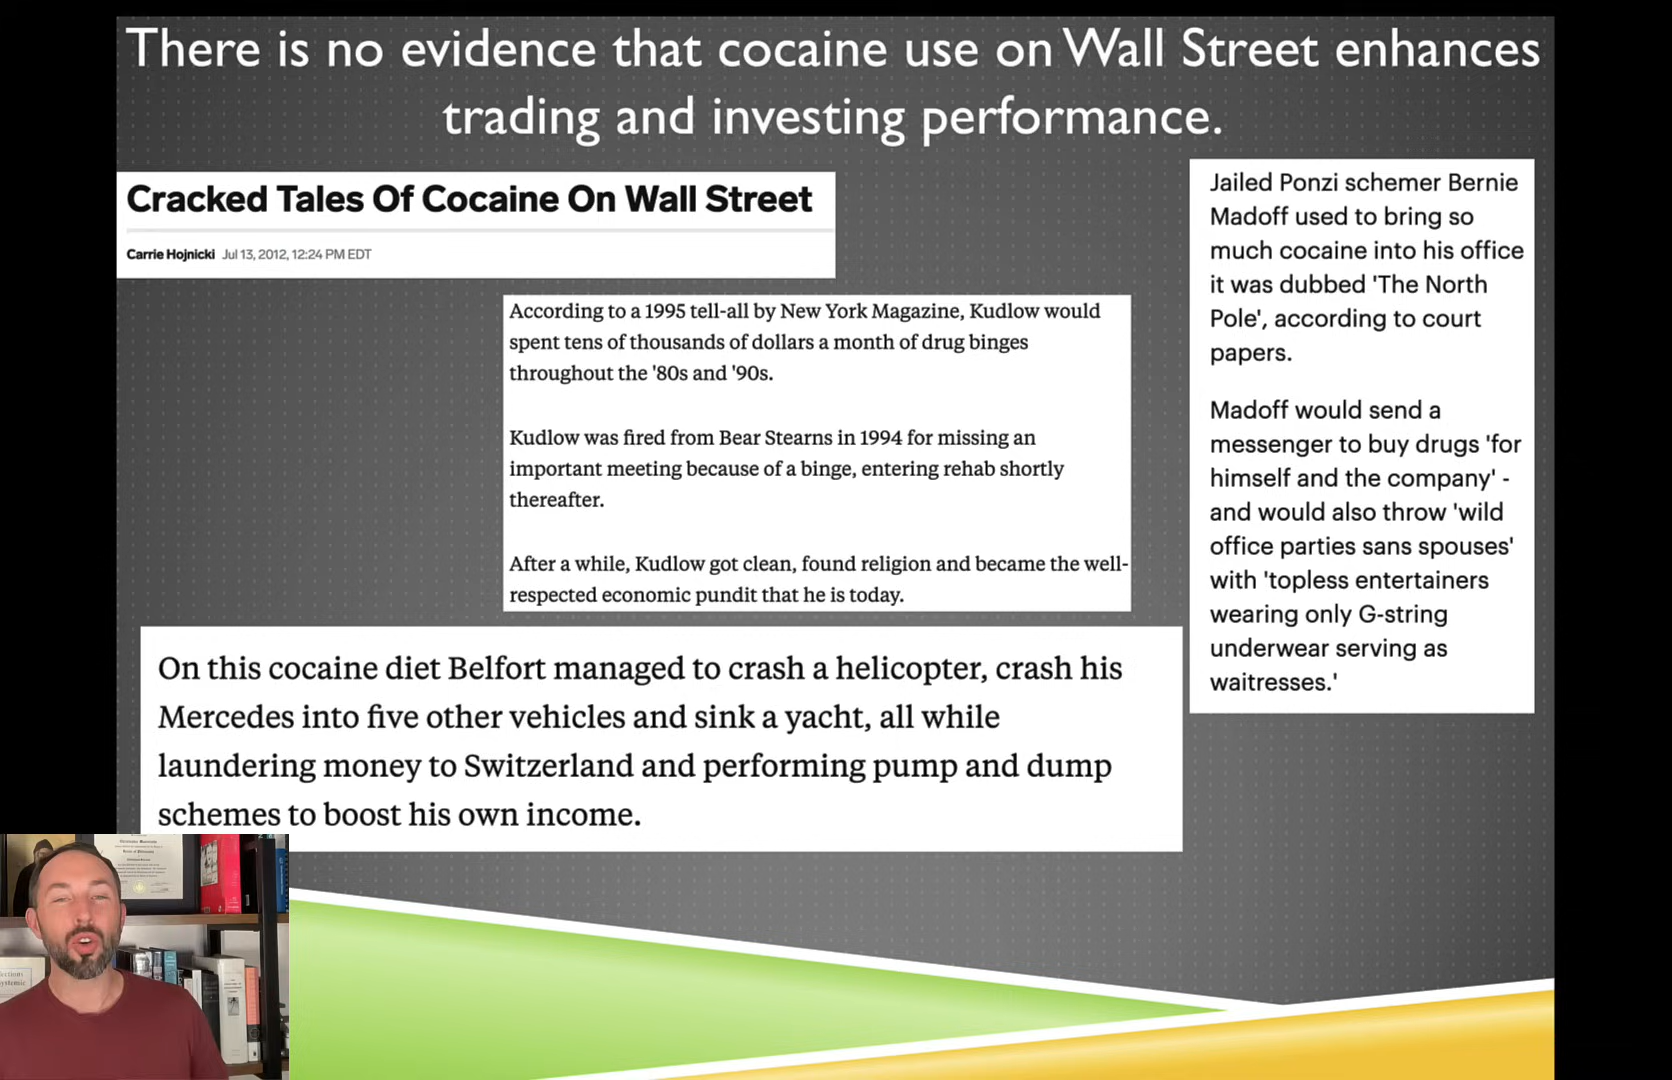 There is no evidence that cocaine use on Wall Street enhances
trading and investing performance.
Cracked Tales Of Cocaine On Wall Street
Carrie Hojnicki Jul 13, 2012, 12:24 PM EDT
According to a 1995 tell-all by New York Magazine, Kudlow would
spent tens of thousands of dollars a month of drug binges
throughout the '80s and '90s.
Kudlow was fired from Bear Stearns in 1994 for missing an
important meeting because of a binge, entering rehab shortly
thereafter.
After a while, Kudlow got clean, found religion and became the well-
respected economic pundit that he is today.
On this cocaine diet Belfort managed to crash a helicopter, crash his
Mercedes into five other vehicles and sink a yacht, all while
laundering money to Switzerland and performing pump and dump
schemes to boost his own income.
Jailed Ponzi schemer Bernie
Madoff used to bring so
much cocaine into his office
it was dubbed 'The North
Pole', according to court
papers.
Madoff would send a
messenger to buy drugs 'for
himself and the company' -
and would also throw 'wild
office parties sans spouses'
with 'topless entertainers
wearing only G-string
underwear serving as
waitresses.'